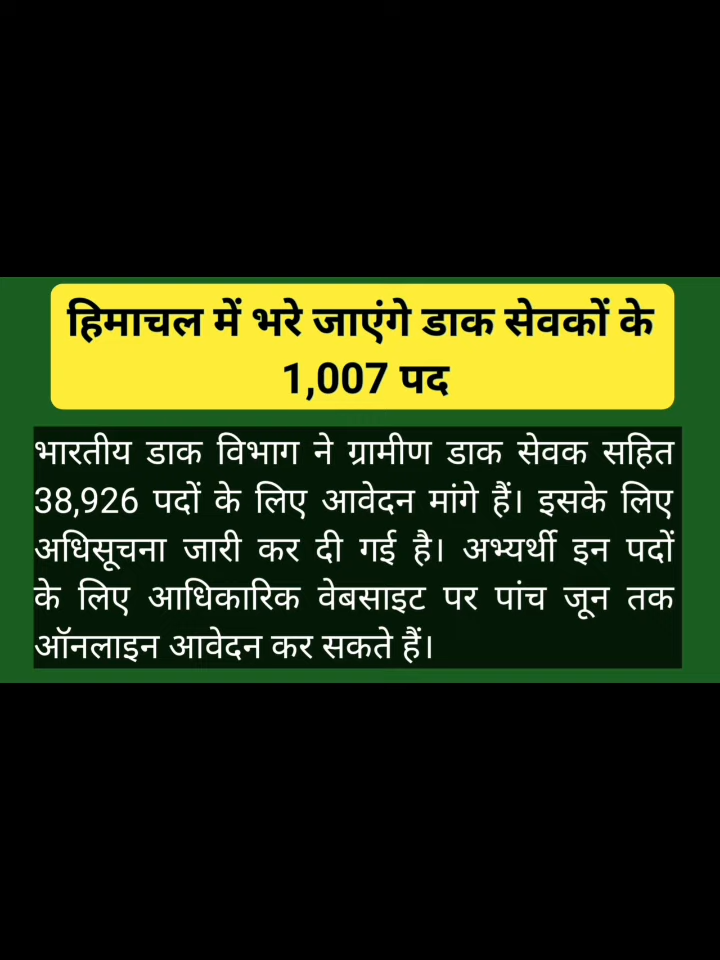 हिमाचल में भरे जाएंगे डाक सेवकों के
1,007 पद
भारतीय डाक विभाग ने ग्रामीण डाक सेवक सहित
38,926 पदों के लिए आवेदन मांगे हैं। इसके लिए
अधिसूचना जारी कर दी गई है। अभ्यर्थी इन पदों
के लिए आधिकारिक वेबसाइट पर पांच जून तक
ऑनलाइन आवेदन कर सकते हैं।